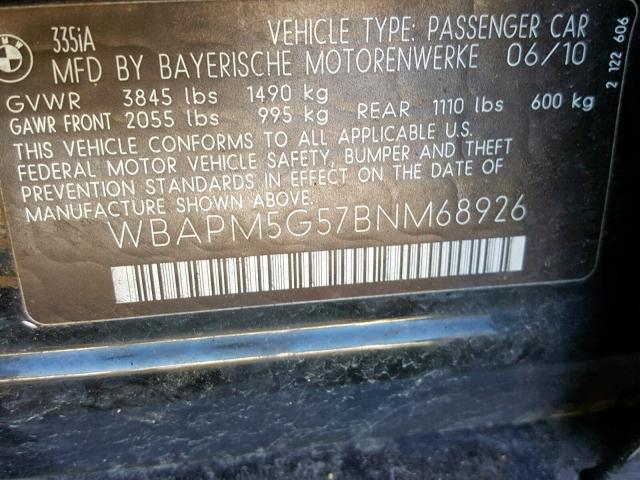 BMW
335iA VEHICLE TYPE: PASSENGER CAR
MFD BY BAYERISCHE MOTORENWERKE 06/10
GVWR 3845 lbs 1490 kg
GAWR FRONT 2055 lbs 995 kg REAR 1110 lbs 600 kg
THIS VEHICLE CONFORMS TO ALL APPLICABLE U.S.
FEDERAL MOTOR VEHICLE SAFETY, BUMPER AND THEFT
PREVENTION STANDARDS IN EFFECT ON THE DATE OF
MANUFACTURE SHOWN ABOVE.
WBAPM5G57BNM68926
2 122 606